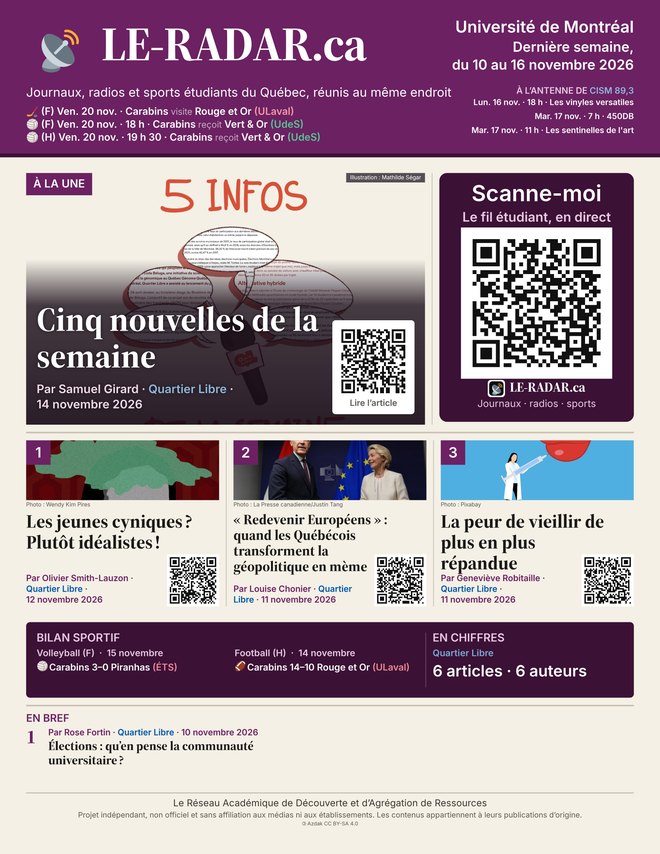 LE-RADAR.ca
Université de Montréal
Dernière semaine,
du 10 au 16 novembre 2026
Journaux, radios et sports étudiants du Québec, réunis au même endroit
(F) Ven. 20 nov. · Carabins visite Rouge et Or (ULaval)
(F) Ven. 20 nov. · 18 h · Carabins reçoit Vert & Or (UdeS)
(H) Ven. 20 nov. · 19 h 30 · Carabins reçoit Vert & Or (UdeS)
À L'ANTENNE DE CISM 89,3
Lun. 16 nov. · 18 h · Les vinyles versatiles
Mar. 17 nov. · 7 h · 450DB
Mar. 17 nov. · 11 h · Les sentinelles de l'art
À LA UNE
Illustration : Mathilde Ségar
5 INFOS
Cinq nouvelles de la
semaine
Par Samuel Girard · Quartier Libre ·
14 novembre 2026
Lire l'article
Scanne-moi
Le fil étudiant, en direct
LE-RADAR.ca
Journaux · radios · sports
1
Photo : Wendy Kim Pires
Les jeunes cyniques ?
Plutôt idéalistes !
Par Olivier Smith-Lauzon ·
Quartier Libre ·
12 novembre 2026
2
Photo : La Presse canadienne/Justin Tang
« Redevenir Européens » :
quand les Québécois
transforment la
géopolitique en mème
Par Louise Chonier · Quartier
Libre · 11 novembre 2026
3
Photo : Pixabay
La peur de vieillir de
plus en plus
répandue
Par Geneviève Robitaille ·
Quartier Libre ·
11 novembre 2026
BILAN SPORTIF
Volleyball (F) · 15 novembre
Carabins 3–0 Piranhas (ÉTS)
Football (H) · 14 novembre
Carabins 14–10 Rouge et Or (ULaval)
EN CHIFFRES
Quartier Libre
6 articles · 6 auteurs
EN BREF
1
Par Rose Fortin · Quartier Libre · 10 novembre 2026
Élections : qu'en pense la communauté
universitaire ?
Le Réseau Académique de Découverte et d'Agrégation de Ressources
Projet indépendant, non officiel et sans affiliation aux médias ni aux établissements. Les contenus appartiennent à leurs publications d'origine.
Azdak CC BY-SA 4.0